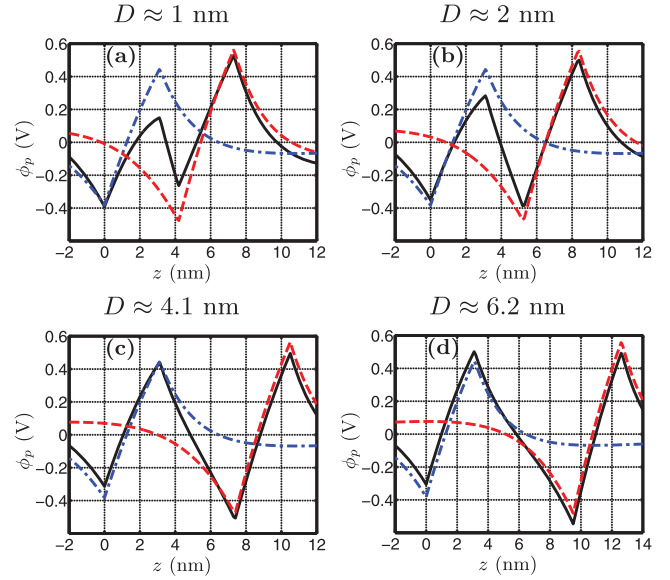 D ≈ 1 nm D ≈ 2 nm
0.6 (a) 0.6 (b)
0.4 0.4
0.2 0.2
0 0
−0.2 −0.2
−0.4 −0.4
ϕp (V) ϕp (V)
−2 0 2 4 6 8 10 12 −2 0 2 4 6 8 10 12
z (nm) z (nm)
D ≈ 4.1 nm D ≈ 6.2 nm
0.6 (c) 0.6 (d)
0.4 0.4
0.2 0.2
0 0
−0.2 −0.2
−0.4 −0.4
ϕp (V) ϕp (V)
−2 0 2 4 6 8 10 12 −2 0 2 4 6 8 10 12 14
z (nm) z (nm)